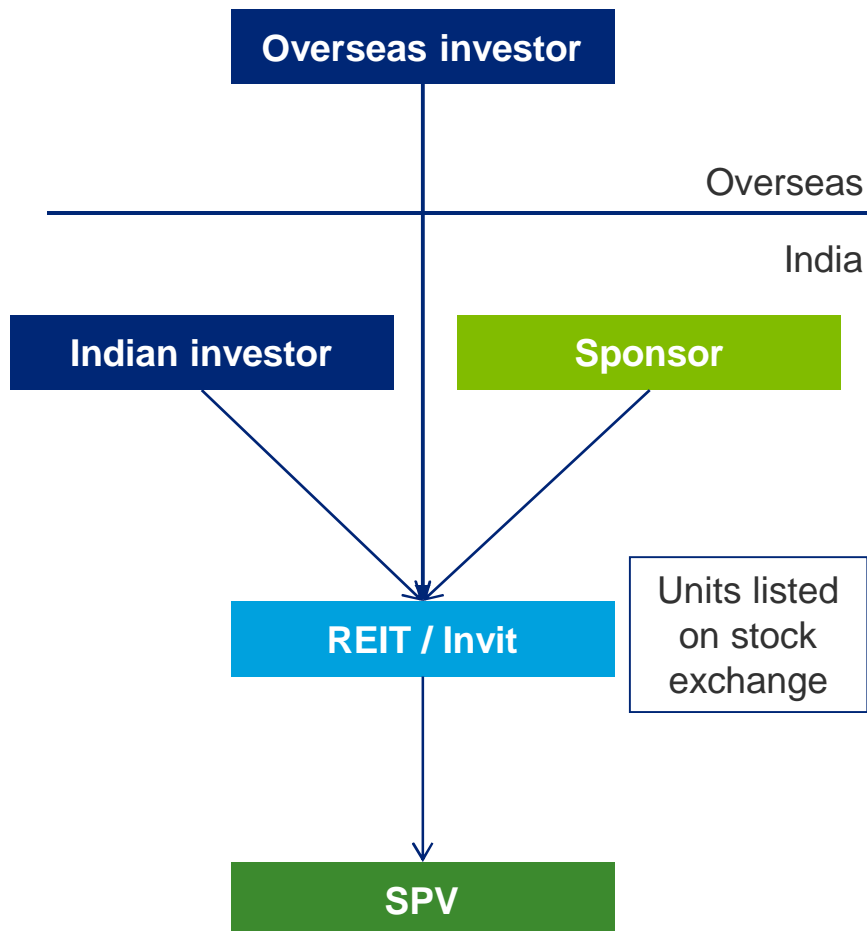 Overseas investor
Overseas
India
Indian investor
Sponsor
REIT / Invit
Units listed
on stock
exchange
SPV